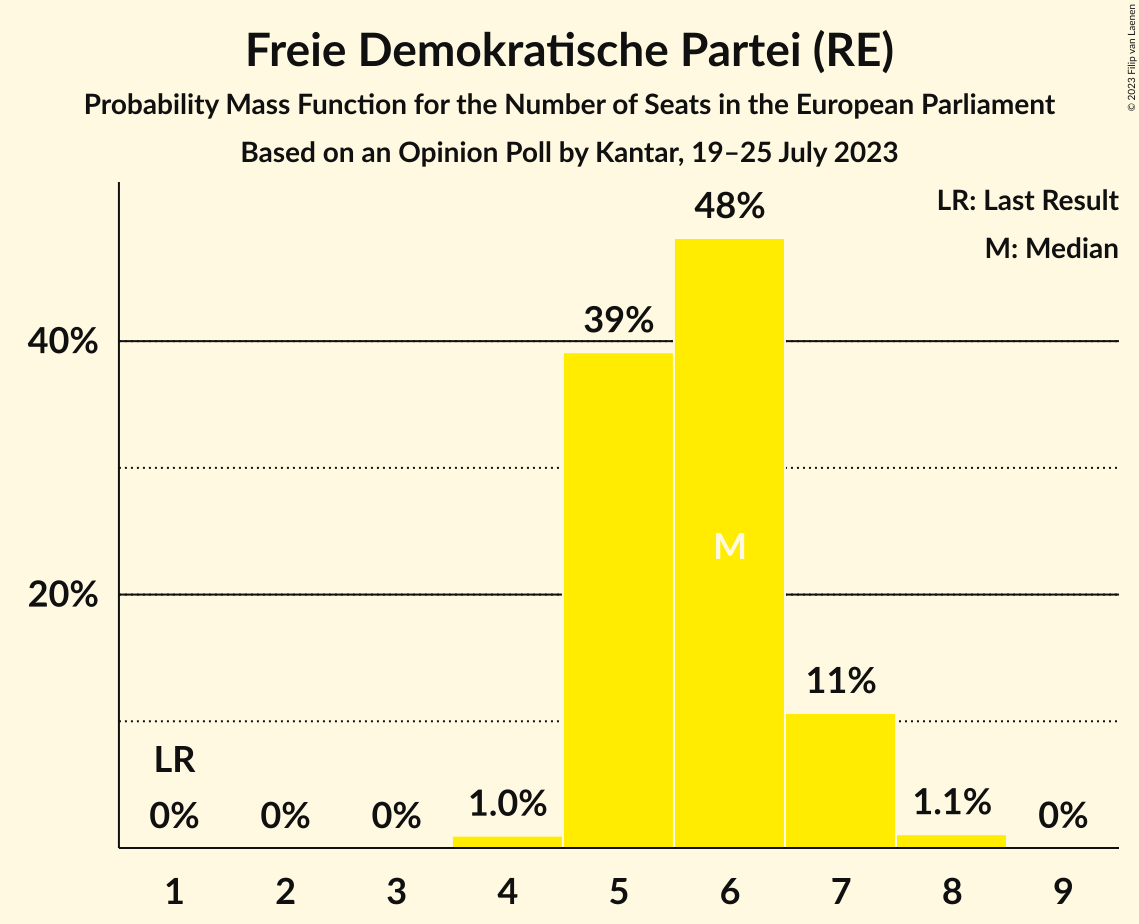 Freie Demokratische Partei (RE)
Probability Mass Function for the Number of Seats in the European Parliament
Based on an Opinion Poll by Kantar, 19–25 July 2023
© 2023 Filip van Laenen
LR: Last Result
M: Median
48%
39%
40%
M
20%
11%
LR
0%
0%
0%
1.0%
1.1%
0%
1
2
3
4
5
6
7
8
9